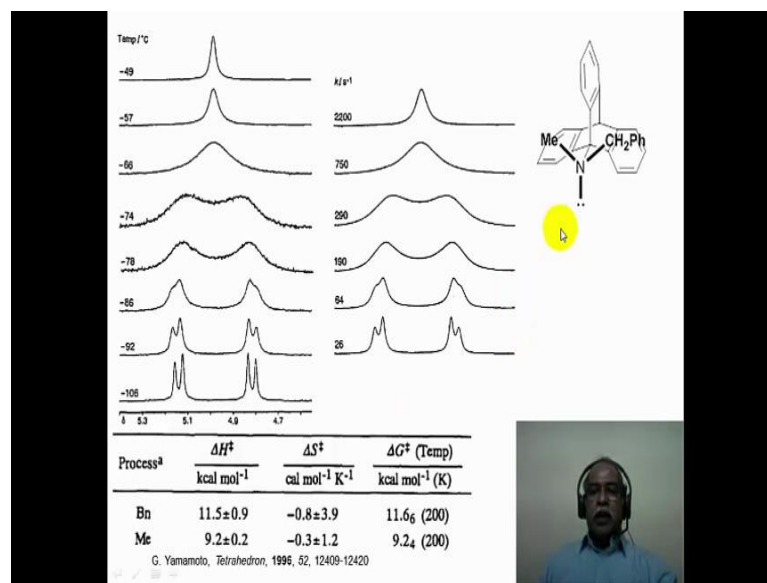 Temp/°C
-49
-57
-66
-74
-78
-86
-92
-106
δ 5.3 5.1 4.9 4.7
k/s-1
2200
750
290
190
64
26
Me CH2Ph
N
:
Processᵃ ΔH‡ ΔS‡ ΔG‡ (Temp)
kcal mol⁻¹ cal mol⁻¹ K⁻¹ kcal mol⁻¹ (K)
Bn 11.5±0.9 −0.8±3.9 11.6₆ (200)
Me 9.2±0.2 −0.3±1.2 9.2₄ (200)
G. Yamamoto, Tetrahedron, 1996, 52, 12409-12420